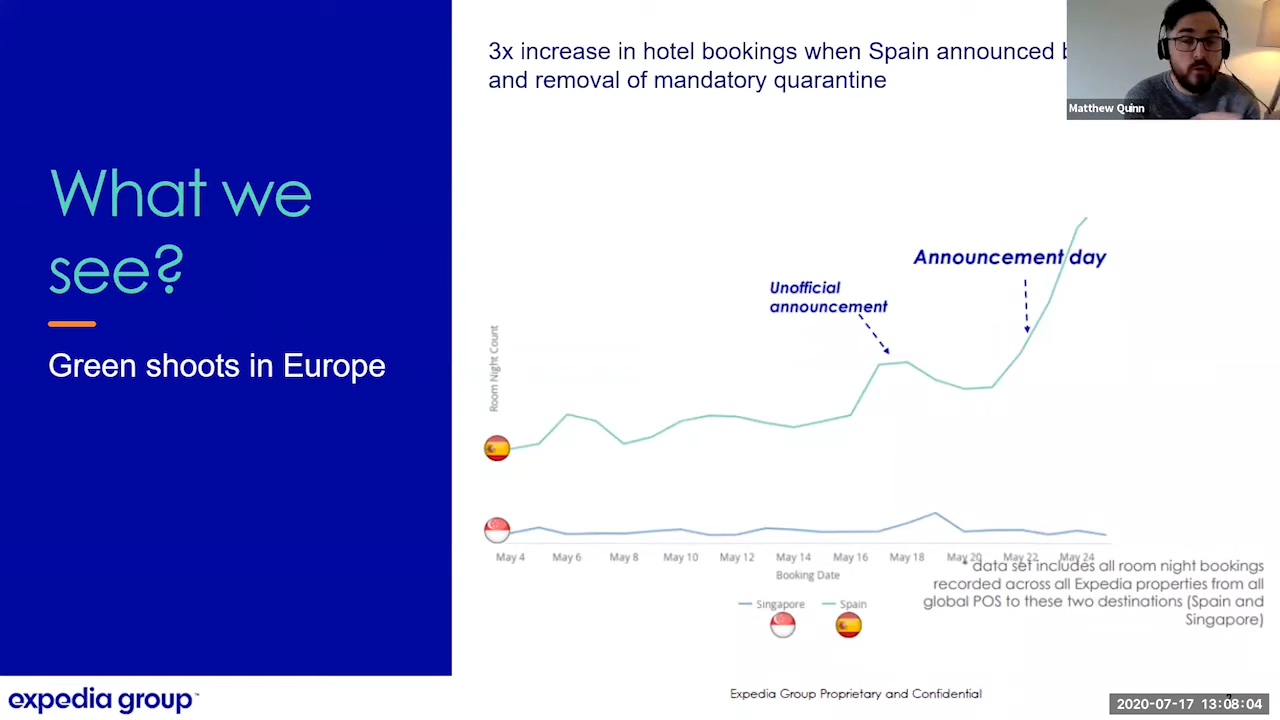 What we
see?
Green shoots in Europe
3x increase in hotel bookings when Spain announced
and removal of mandatory quarantine
Matthew Quinn
Announcement day
Unofficial
announcement
Room Night Count
May 4 May 6 May 8 May 10 May 12 May 14 May 16 May 18 May 20 May 22 May 24
Booking Date
Singapore Spain
* data set includes all room night bookings
recorded across all Expedia properties from all
global POS to these two destinations (Spain and
Singapore)
expedia group™
Expedia Group Proprietary and Confidential
2020-07-17 13:08:04